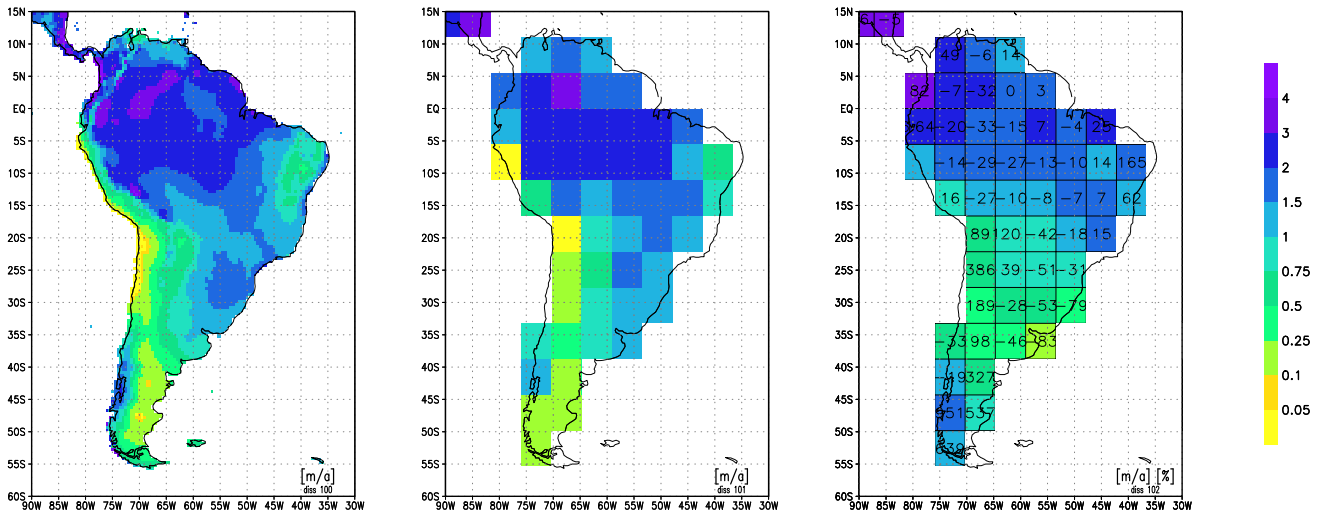 15N
10N
5N
EQ
5S
10S
15S
20S
25S
30S
35S
40S
45S
50S
55S
60S
90W 85W 80W 75W 70W 65W 60W 55W 50W 45W 40W 35W 30W
[m/a]
diss 100
15N
10N
5N
EQ
5S
10S
15S
20S
25S
30S
35S
40S
45S
50S
55S
60S
90W 85W 80W 75W 70W 65W 60W 55W 50W 45W 40W 35W 30W
[m/a]
diss 101
15N
10N
5N
EQ
5S
10S
15S
20S
25S
30S
35S
40S
45S
50S
55S
60S
90W 85W 80W 75W 70W 65W 60W 55W 50W 45W 40W 35W 30W
49 −6 14
82 −7 −32 0 3
−20 −33 −15 7 −4 25
−14 −29 −27 −13 −10 14 165
16 −27 −10 −8 −7 7 62
89 120 −42 −18 15
386 39 −51 −31
189 −28 −53 −79
−33 98 −46 −83
−19 327
537
[m/a] [%]
diss 102
4
3
2
1.5
1
0.75
0.5
0.25
0.1
0.05